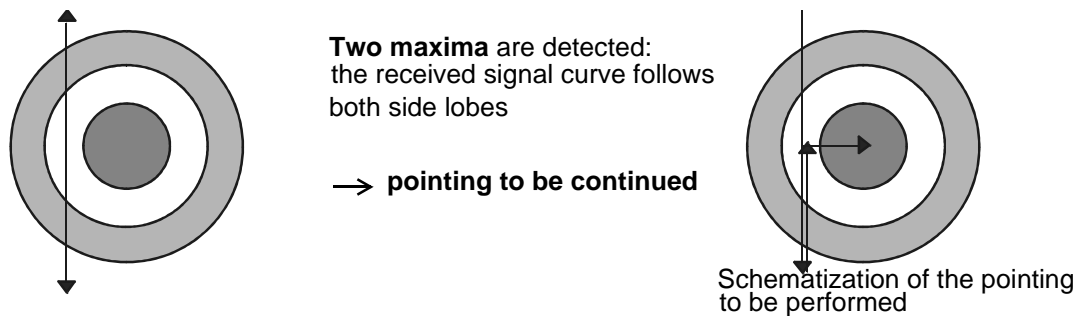 Two maxima are detected:
the received signal curve follows
both side lobes
→ pointing to be continued
Schematization of the pointing
to be performed